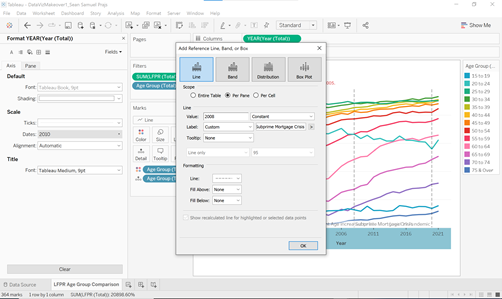 Tableau - DataVizMakeover1_Sean Samuel Prajs
File Data Worksheet Dashboard Story Analysis Map Format Server Window Help
Standard
Show Me
Format YEAR(Year (Total))
Fields
Axis Pane
Default
Font: Tableau Book, 9pt
Shading:
Scale
Ticks:
Dates: 2010
Alignment: Automatic
Title
Font: Tableau Medium, 9pt
Clear
Pages
Filters
SUM(LFPR (Total))
Age Group (Total
Marks
Line
Color Size
Detail Tooltip
Age Group (T
Age Group (T
Columns YEAR(Year (Total))
Add Reference Line, Band, or Box
Line Band Distribution Box Plot
Scope
Entire Table Per Pane Per Cell
Line
Value: 2008 Constant
Label: Custom Subprime Mortgage Crisis
Tooltip: None
Line only 95
Formatting
Line:
Fill Above: None
Fill Below: None
Show recalculated line for highlighted or selected data points
OK
2006 2011 2016 2021
Year
Age Group (
15 to 19
20 to 24
25 to 29
30 to 34
35 to 39
40 to 44
45 to 49
50 to 54
55 to 59
60 to 64
65 to 69
70 to 74
75 & Over
Data Source LFPR Age Group Comparison
364 marks 1 row by 1 column SUM(LFPR (Total)): 20898.60%